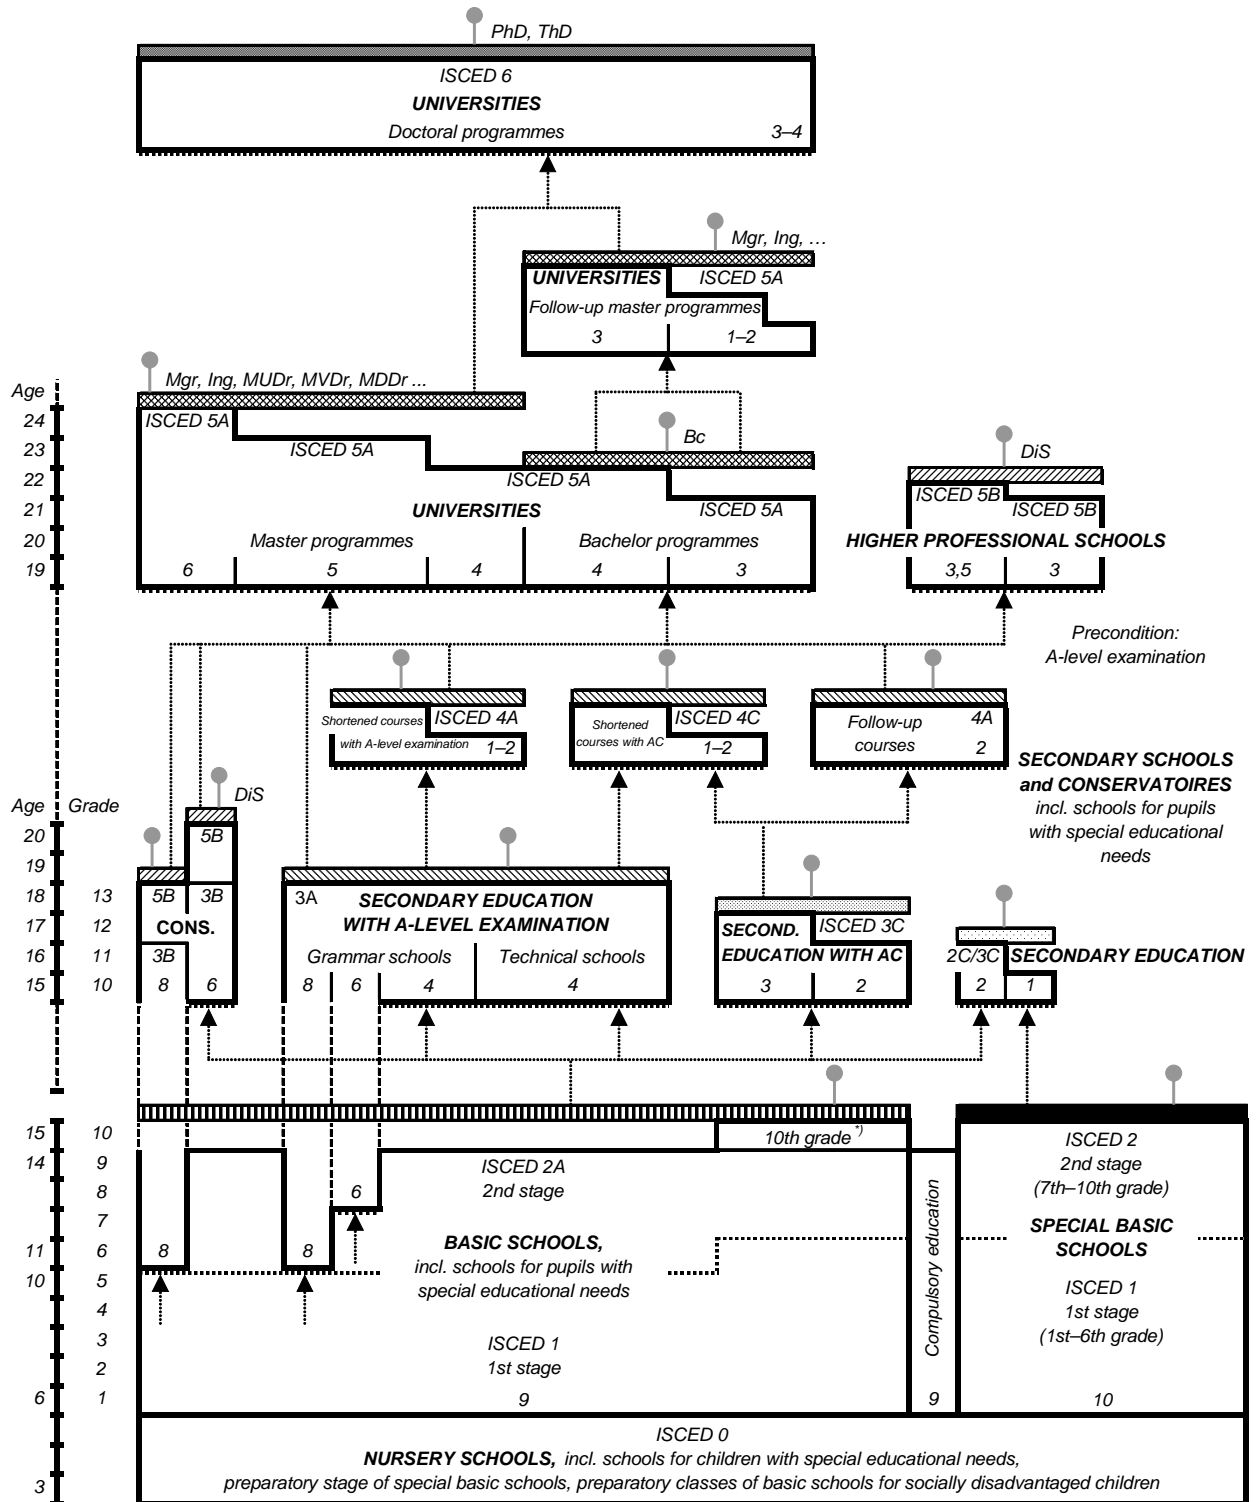 PhD, ThD
ISCED 6
UNIVERSITIES
Doctoral programmes 3–4
Mgr, Ing, …
UNIVERSITIES ISCED 5A
Follow-up master programmes
3 1–2
Mgr, Ing, MUDr, MVDr, MDDr ...
Age
24 ISCED 5A
23 ISCED 5A Bc DiS
22 ISCED 5A ISCED 5B
21 UNIVERSITIES ISCED 5A ISCED 5B
20 Master programmes Bachelor programmes HIGHER PROFESSIONAL SCHOOLS
19 6 5 4 4 3 3,5 3
Precondition:
A-level examination
Shortened courses ISCED 4A
with A-level examination 1–2
Shortened ISCED 4C
courses with AC 1–2
Follow-up 4A
courses 2
SECONDARY SCHOOLS
and CONSERVATOIRES
incl. schools for pupils
with special educational
needs
DiS
Age Grade
20 5B
19
18 13 5B 3B 3A SECONDARY EDUCATION
17 12 CONS. WITH A-LEVEL EXAMINATION SECOND. ISCED 3C
16 11 3B Grammar schools Technical schools EDUCATION WITH AC 2C/3C SECONDARY EDUCATION
15 10 8 6 8 6 4 4 3 2 2 1
15 10 10th grade *)
14 9 ISCED 2A
8 6 2nd stage
7
11 6 8 8 BASIC SCHOOLS,
10 5 incl. schools for pupils with
4 special educational needs
3 ISCED 1
2 1st stage
6 1 9 9 10
Compulsory education
ISCED 2
2nd stage
(7th–10th grade)
SPECIAL BASIC
SCHOOLS
ISCED 1
1st stage
(1st–6th grade)
ISCED 0
NURSERY SCHOOLS, incl. schools for children with special educational needs,
3 preparatory stage of special basic schools, preparatory classes of basic schools for socially disadvantaged children